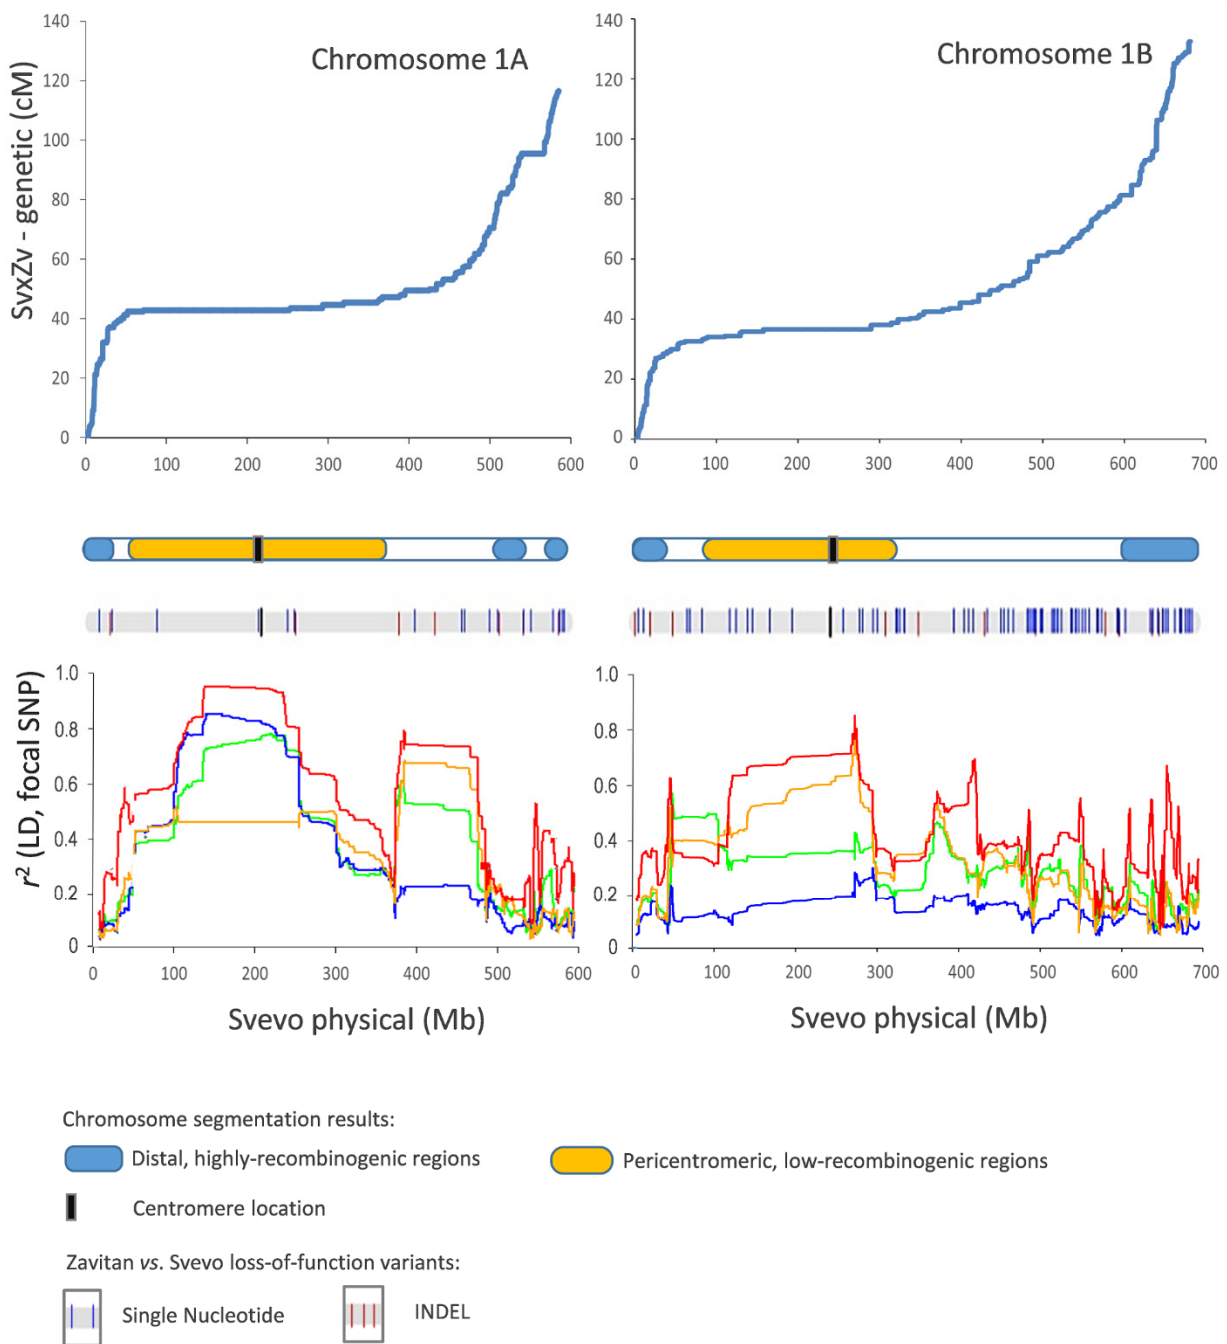 Chromosome 1A
SvxZv - genetic (cM)
140
120
100
80
60
40
20
0
0 100 200 300 400 500 600
Chromosome 1B
140
120
100
80
60
40
20
0
0 100 200 300 400 500 600 700
r² (LD, focal SNP)
1.0
0.8
0.6
0.4
0.2
0
0 100 200 300 400 500 600
Svevo physical (Mb)
1.0
0.8
0.6
0.4
0.2
0
0 100 200 300 400 500 600 700
Svevo physical (Mb)
Chromosome segmentation results:
Distal, highly-recombinogenic regions
Pericentromeric, low-recombinogenic regions
Centromere location
Zavitan vs. Svevo loss-of-function variants:
Single Nucleotide
INDEL